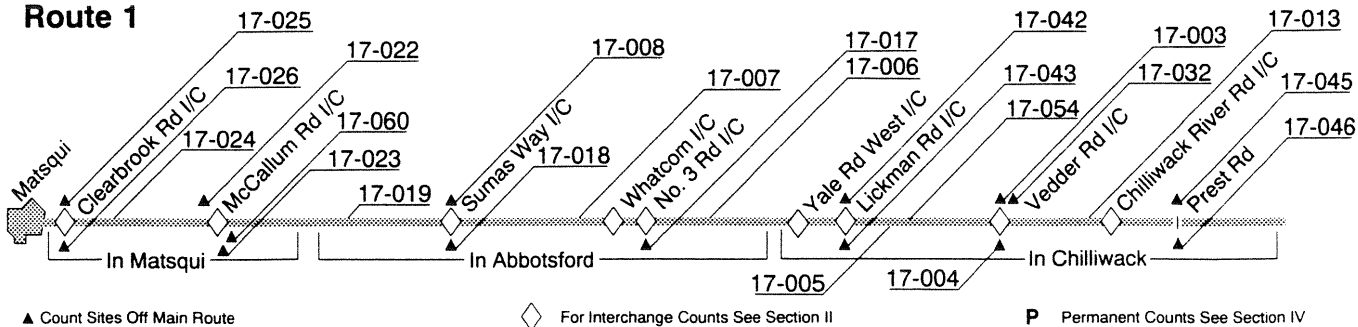 Route 1
17-025
17-026
17-024
17-022
17-060
17-023
17-019
17-008
17-018
17-007
17-017
17-006
17-042
17-043
17-054
17-003
17-032
17-013
17-045
17-046
Matsqui
Clearbrook Rd I/C
McCallum Rd I/C
Sumas Way I/C
Whatcom I/C
No. 3 Rd I/C
Yale Rd West I/C
Lickman Rd I/C
Vedder Rd I/C
Chilliwack River Rd I/C
Prest Rd
In Matsqui
In Abbotsford
In Chilliwack
17-005
17-004
▲ Count Sites Off Main Route
◇ For Interchange Counts See Section II
P Permanent Counts See Section IV